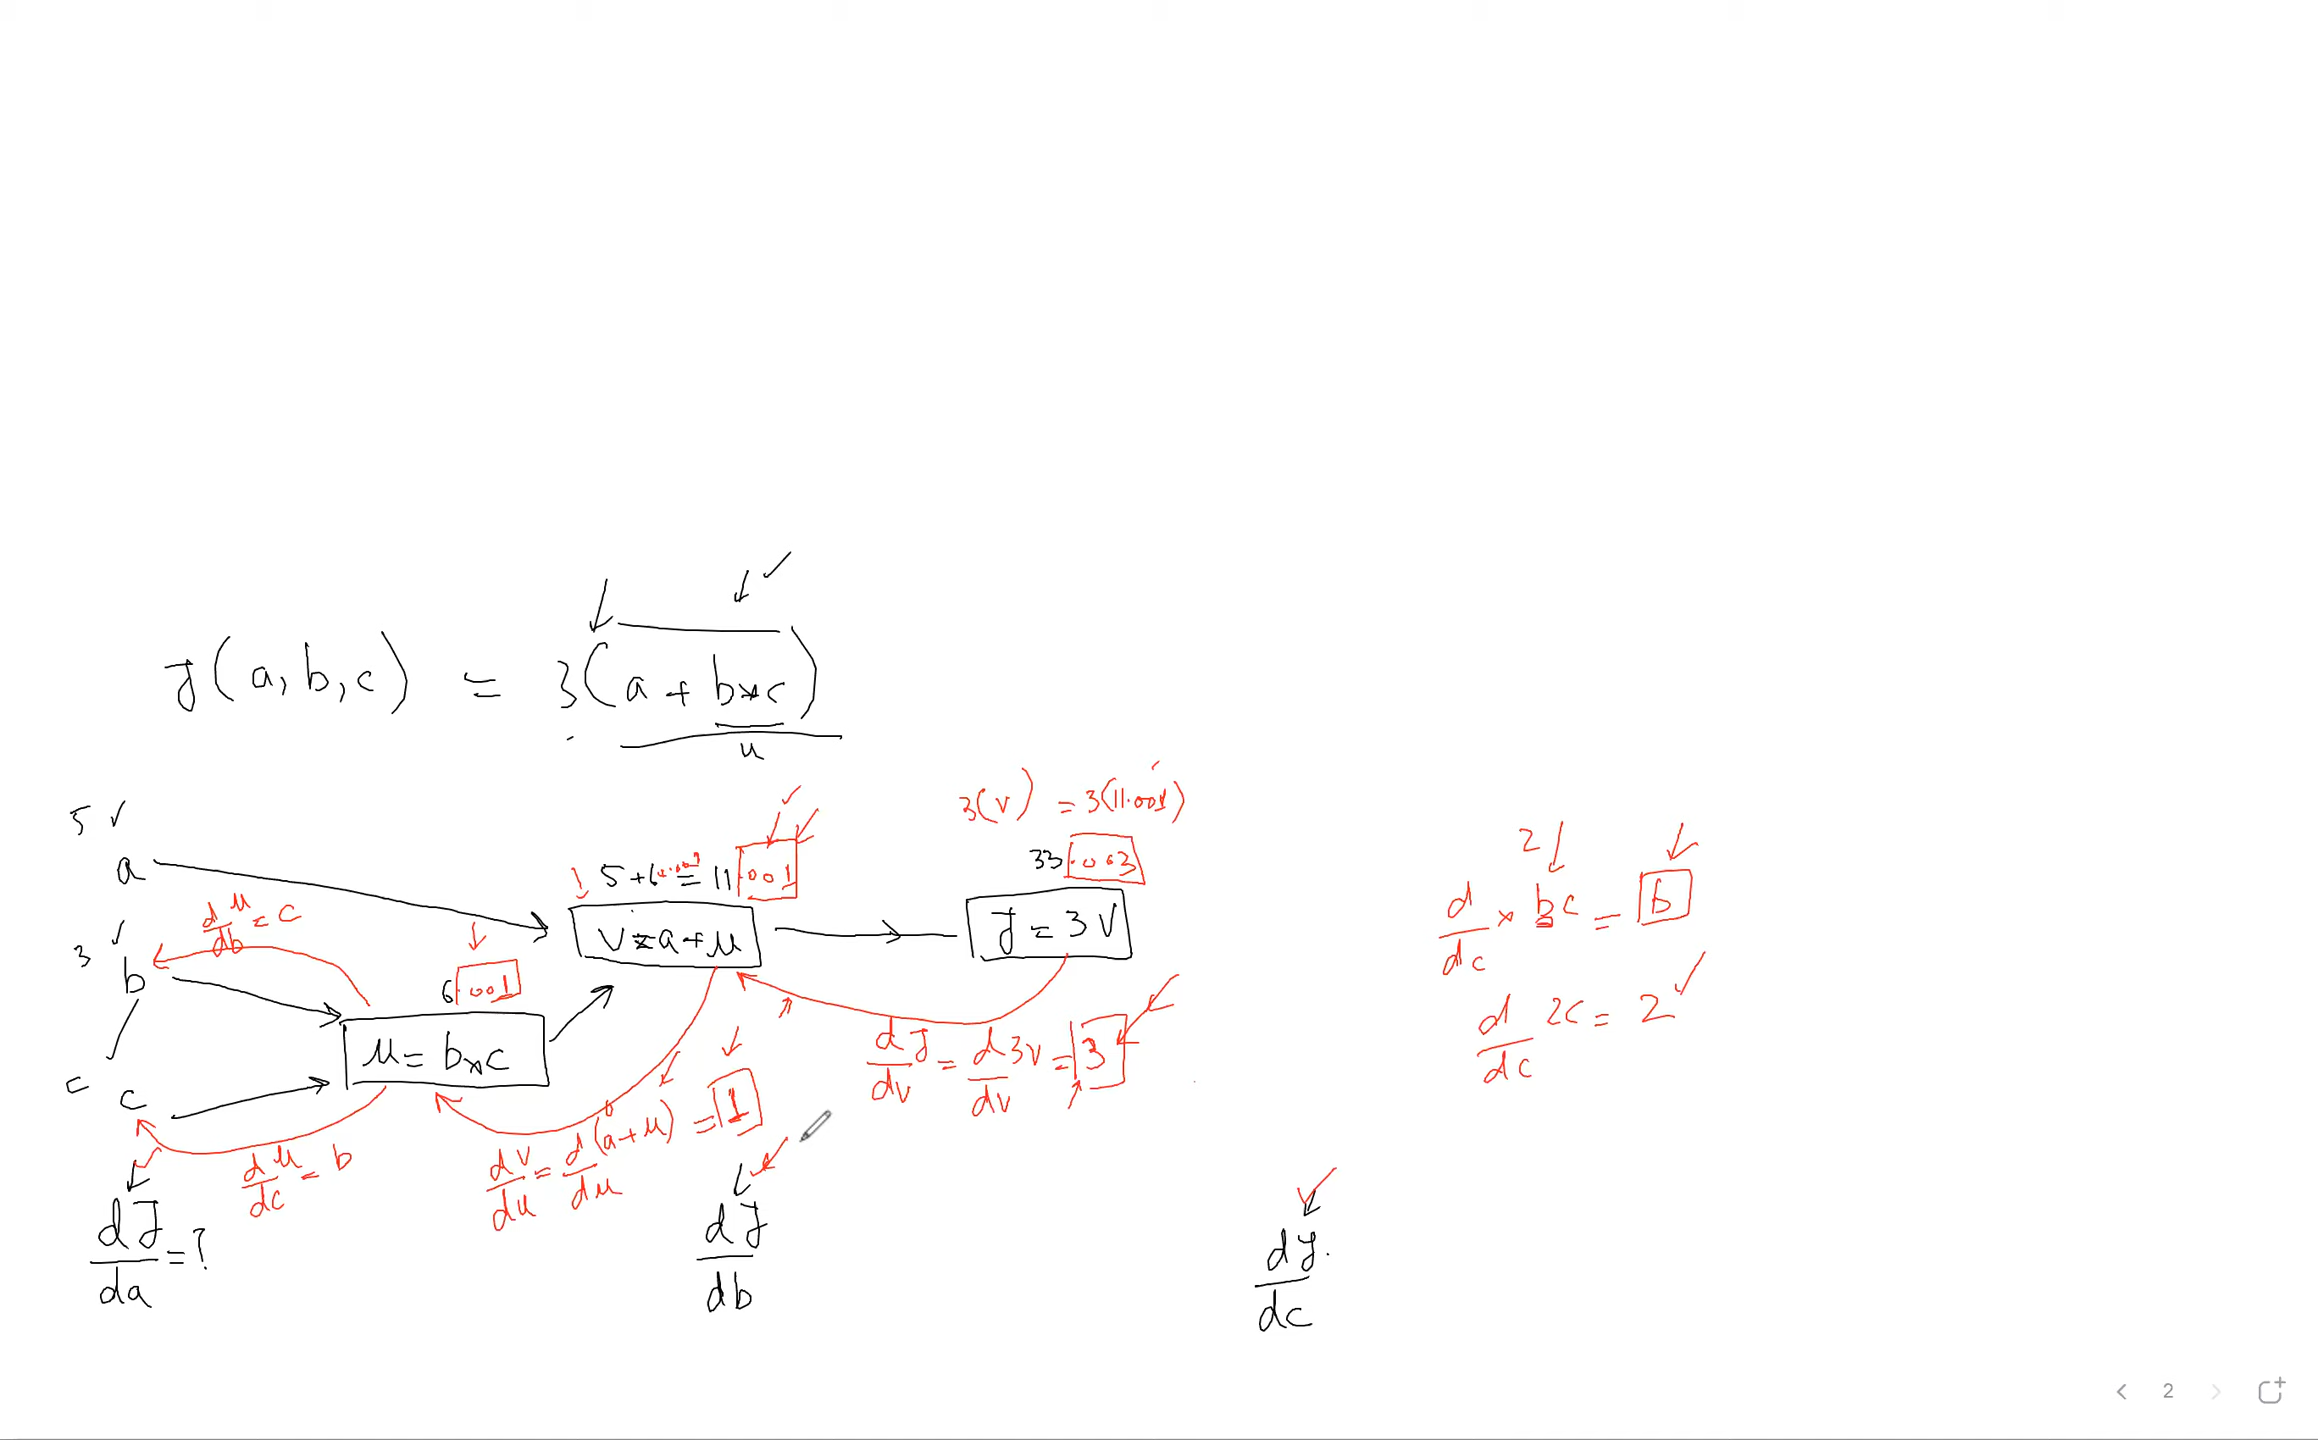 J(a,b,c) = 3(a+b*c)
u
3(v) = 3(11.001)
5
a
1 5+6.001=11.001
33.003
v=a+u
J=3v
du/db = c
3
b
6.001
u=b*c
c
dJ/dv = d/dv 3v = 3
dv/du = d/du (a+u) = 1
du/dc = b
2
d/dc * bc = b
d/dc 2c = 2
dJ/da = ?
dJ/db
dJ/dc
2